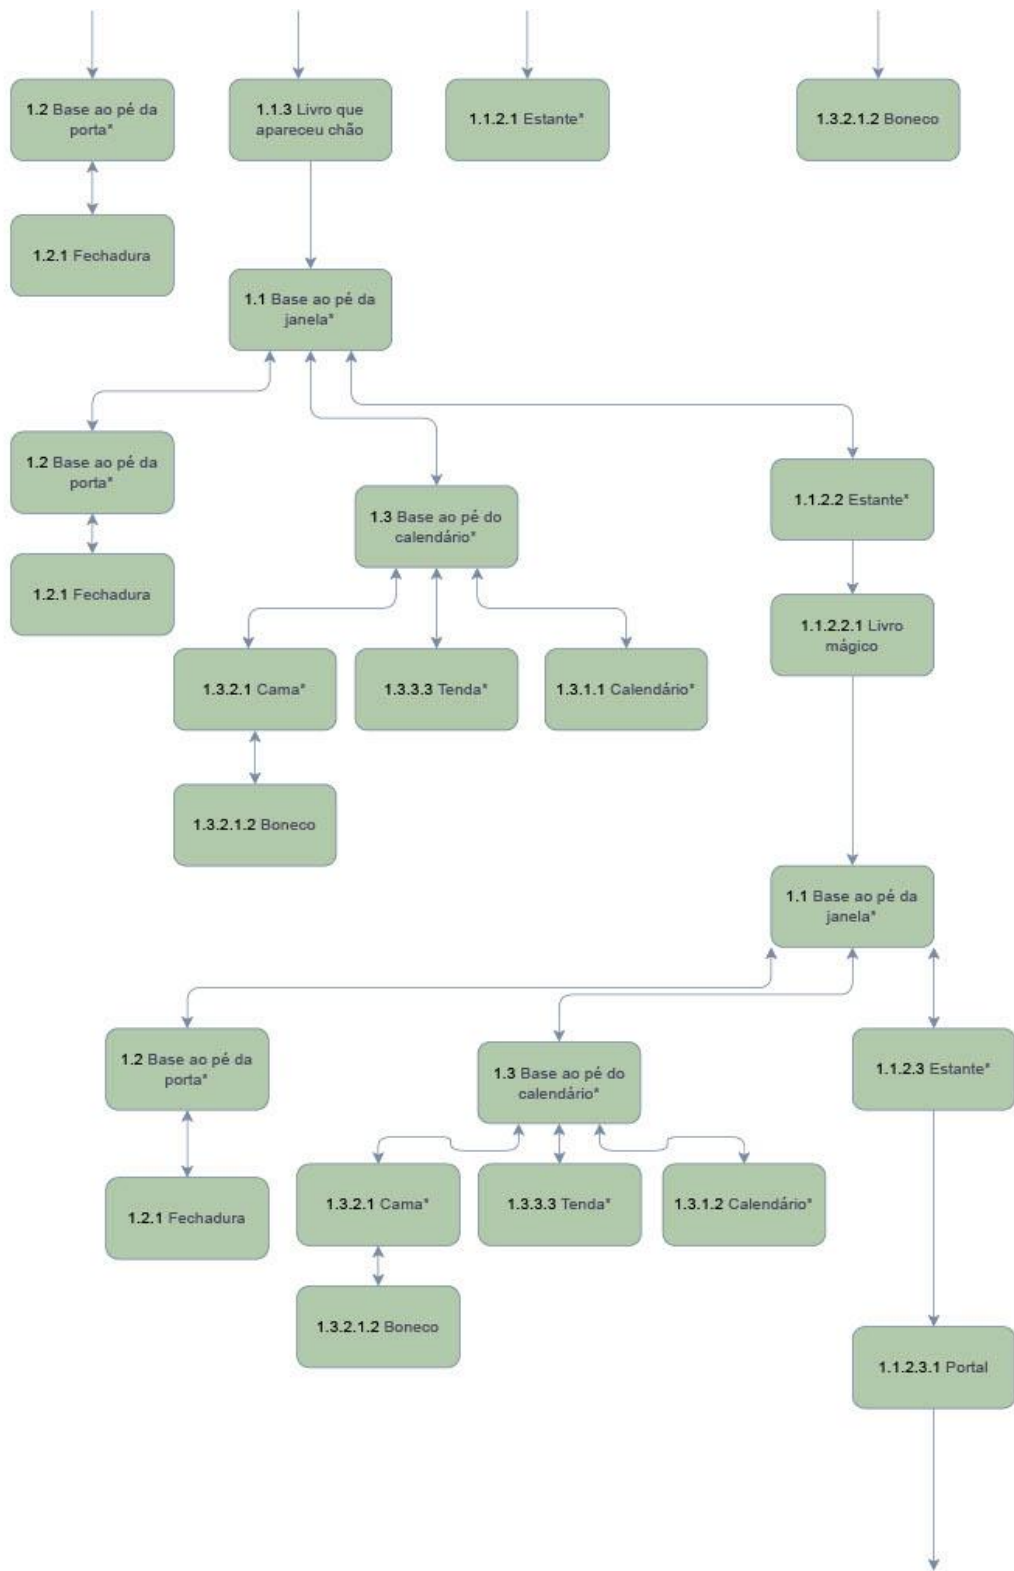 1.2 Base ao pé da
porta*
1.1.3 Livro que
apareceu chão
1.1.2.1 Estante*
1.3.2.1.2 Boneco
1.2.1 Fechadura
1.1 Base ao pé da
janela*
1.2 Base ao pé da
porta*
1.3 Base ao pé do
calendário*
1.1.2.2 Estante*
1.2.1 Fechadura
1.1.2.2.1 Livro
mágico
1.3.2.1 Cama*
1.3.3.3 Tenda*
1.3.1.1 Calendário*
1.3.2.1.2 Boneco
1.1 Base ao pé da
janela*
1.2 Base ao pé da
porta*
1.3 Base ao pé do
calendário*
1.1.2.3 Estante*
1.2.1 Fechadura
1.3.2.1 Cama*
1.3.3.3 Tenda*
1.3.1.2 Calendário*
1.3.2.1.2 Boneco
1.1.2.3.1 Portal